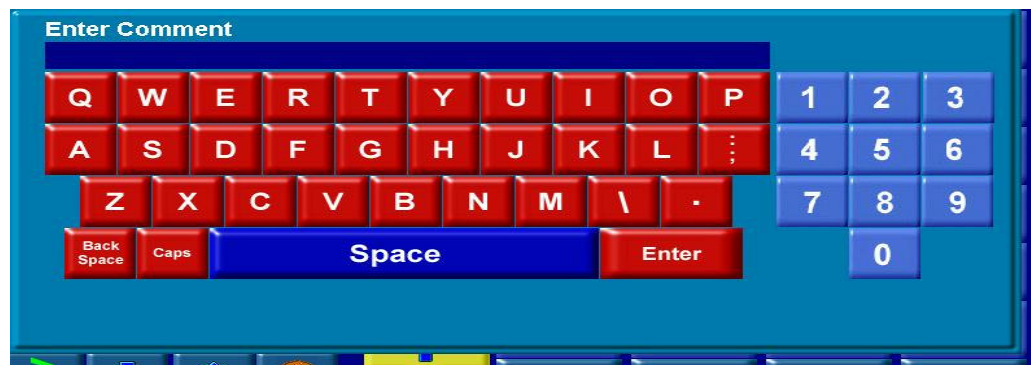 Enter Comment
Q W E R T Y U I O P 1 2 3
A S D F G H J K L ; 4 5 6
Z X C V B N M \ . 7 8 9
Back Space Caps Space Enter 0